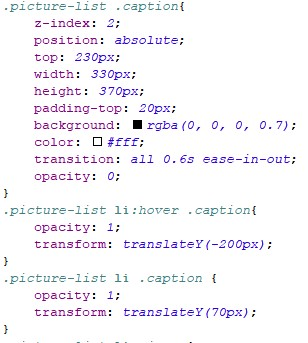 .picture-list .caption{
z-index: 2;
position: absolute;
top: 230px;
width: 330px;
height: 370px;
padding-top: 20px;
background: rgba(0, 0, 0, 0.7);
color: #fff;
transition: all 0.6s ease-in-out;
opacity: 0;
}
.picture-list li:hover .caption{
opacity: 1;
transform: translateY(-200px);
}
.picture-list li .caption {
opacity: 1;
transform: translateY(70px);
}